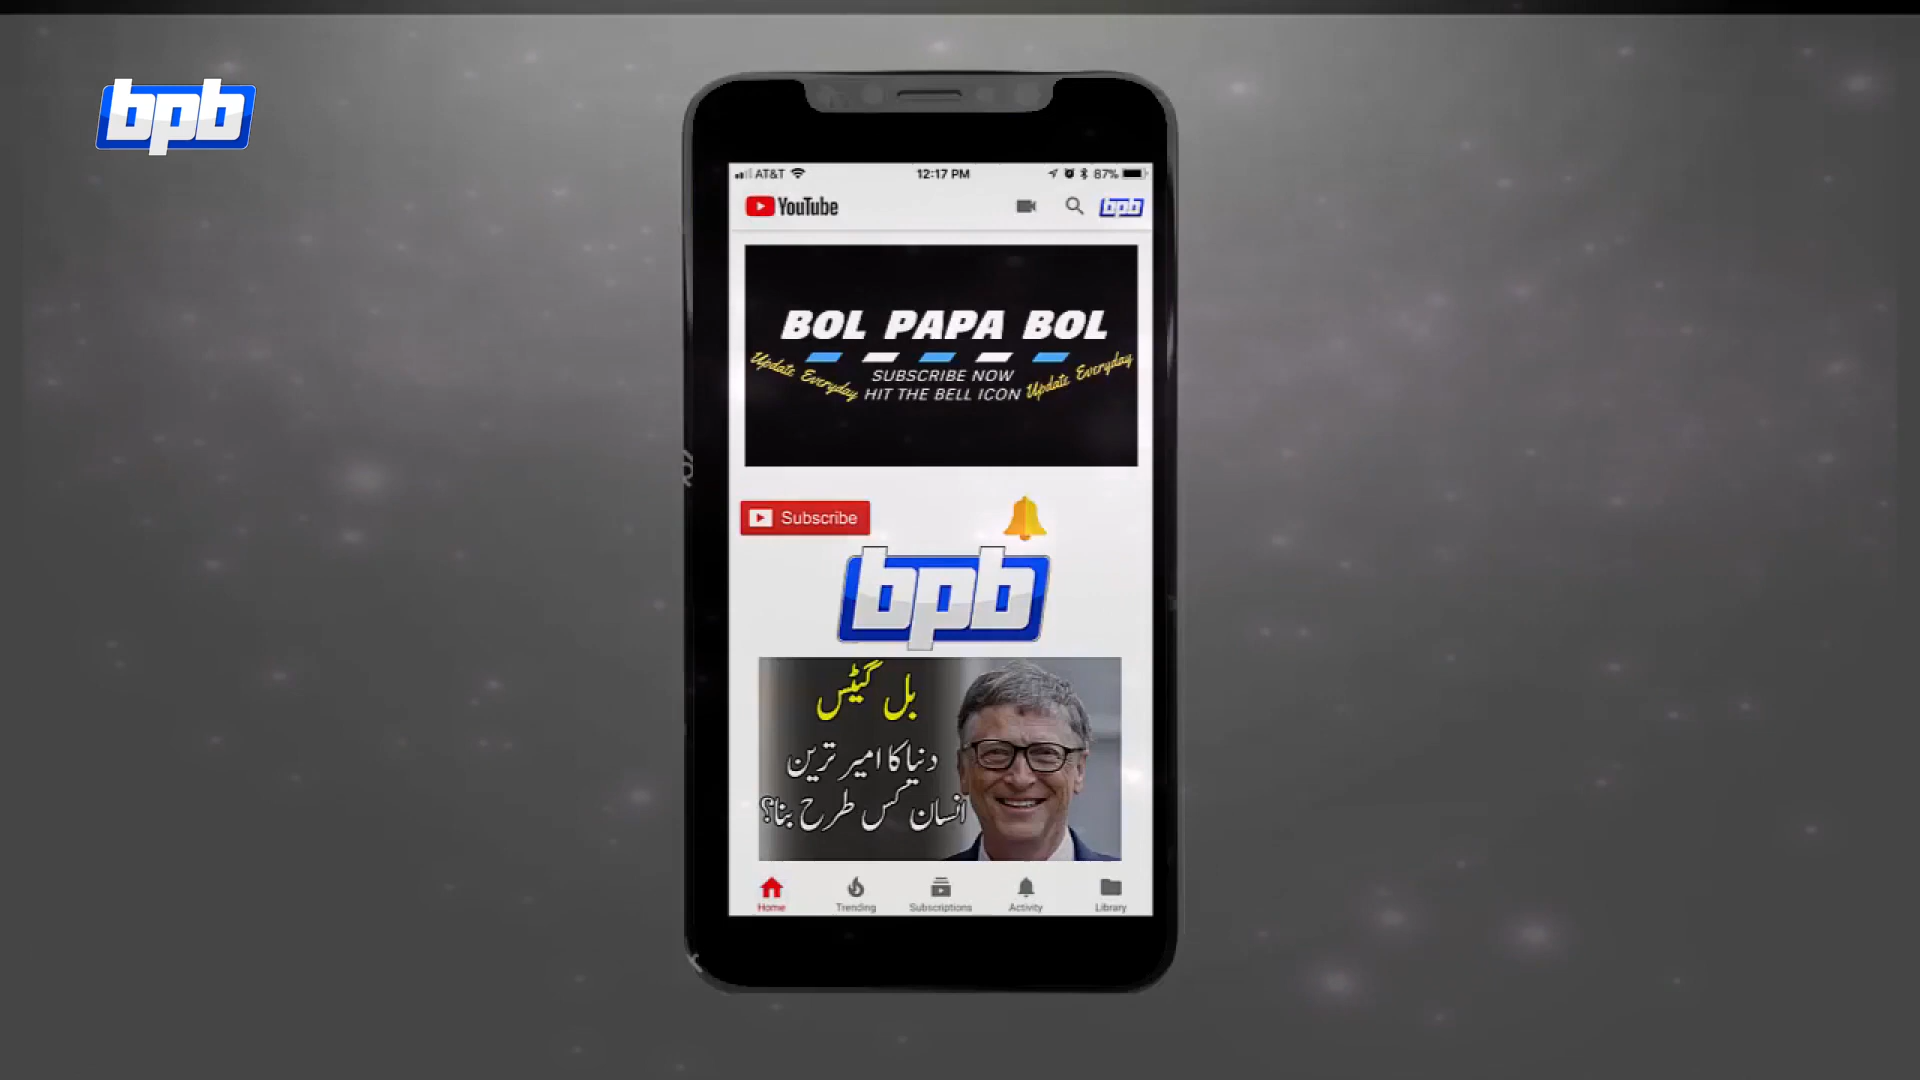 bpb
AT&T 12:17 PM 87%
YouTube bpb
BOL PAPA BOL
Update Everyday
SUBSCRIBE NOW
Update Everyday
HIT THE BELL ICON
Subscribe
bpb
بل گیٹس
دنیا کا امیر ترین
انسان کس طرح بنا؟
Home Trending Subscriptions Activity Library